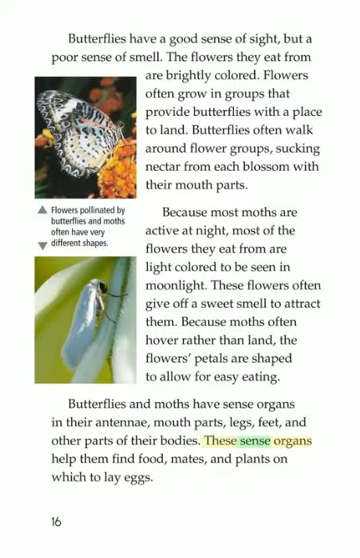 Butterflies have a good sense of sight, but a
poor sense of smell. The flowers they eat from
are brightly colored. Flowers
often grow in groups that
provide butterflies with a place
to land. Butterflies often walk
around flower groups, sucking
nectar from each blossom with
their mouth parts.
Flowers pollinated by
butterflies and moths
often have very
different shapes.
Because most moths are
active at night, most of the
flowers they eat from are
light colored to be seen in
moonlight. These flowers often
give off a sweet smell to attract
them. Because moths often
hover rather than land, the
flowers’ petals are shaped
to allow for easy eating.
Butterflies and moths have sense organs
in their antennae, mouth parts, legs, feet, and
other parts of their bodies. These sense organs
help them find food, mates, and plants on
which to lay eggs.
16